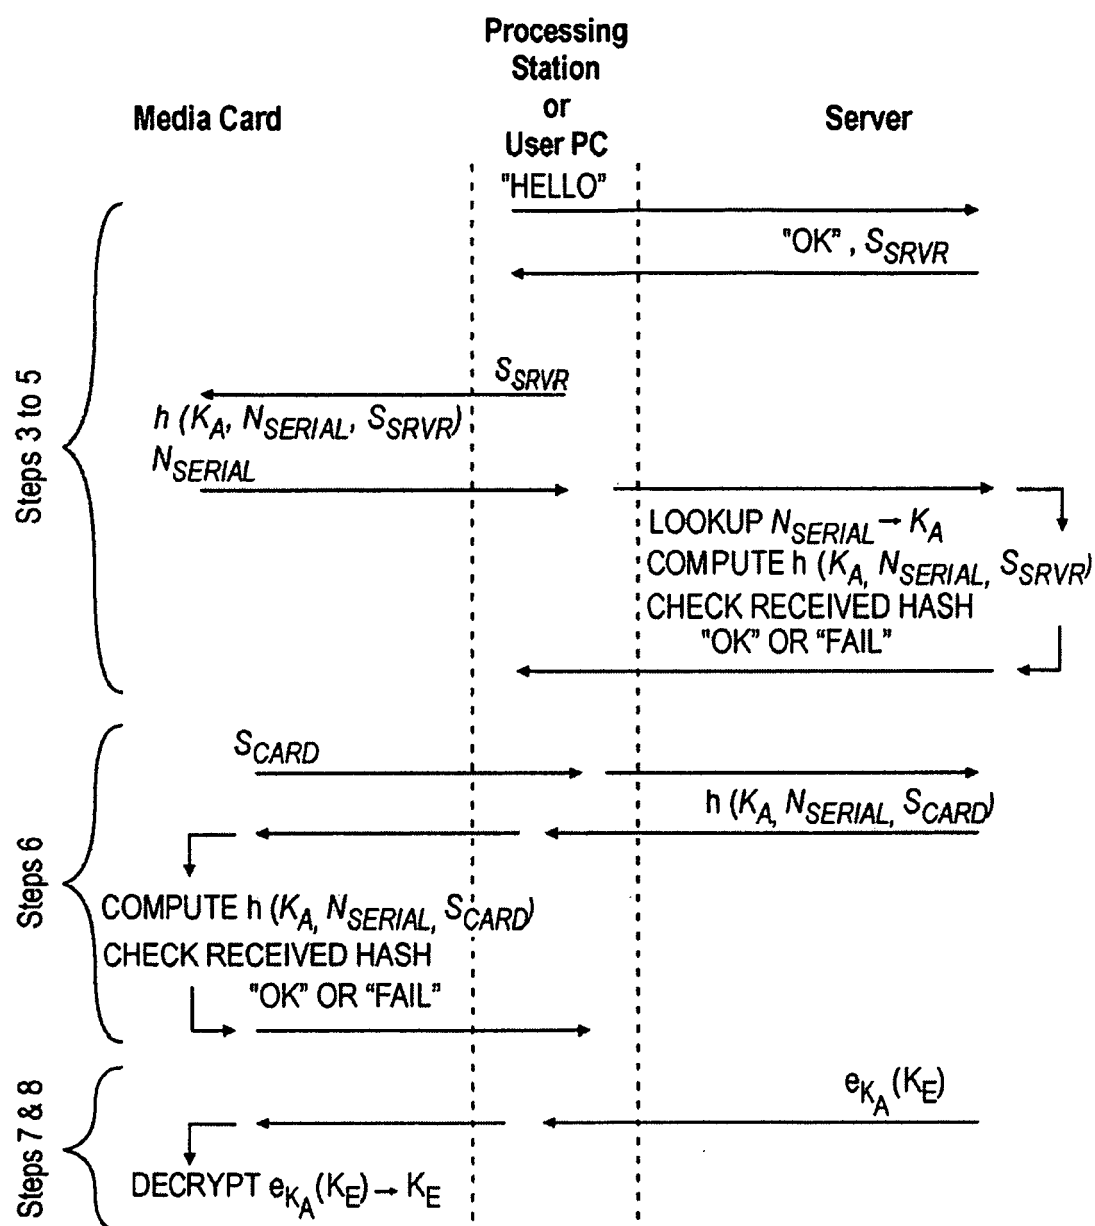 Processing
Station
or
User PC
Media Card
Server
"HELLO"
"OK" , SSRVR
SSRVR
h (KA, NSERIAL, SSRVR)
NSERIAL
LOOKUP NSERIAL → KA
COMPUTE h (KA, NSERIAL, SSRVR)
CHECK RECEIVED HASH
"OK" OR "FAIL"
Steps 3 to 5
SCARD
h (KA, NSERIAL, SCARD)
COMPUTE h (KA, NSERIAL, SCARD)
CHECK RECEIVED HASH
"OK" OR "FAIL"
Steps 6
eKA(KE)
DECRYPT eKA(KE) → KE
Steps 7 & 8